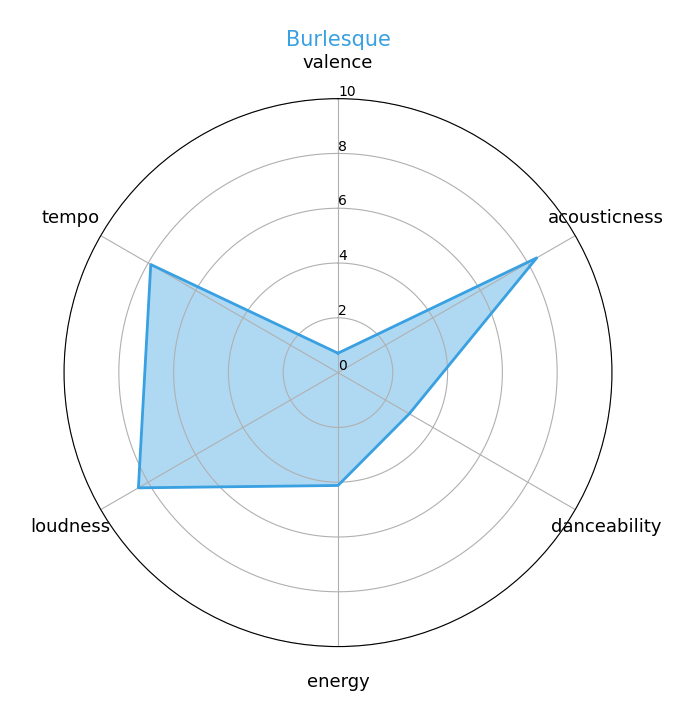 Burlesque
valence
10
8
6
4
2
0
tempo
acousticness
loudness
danceability
energy